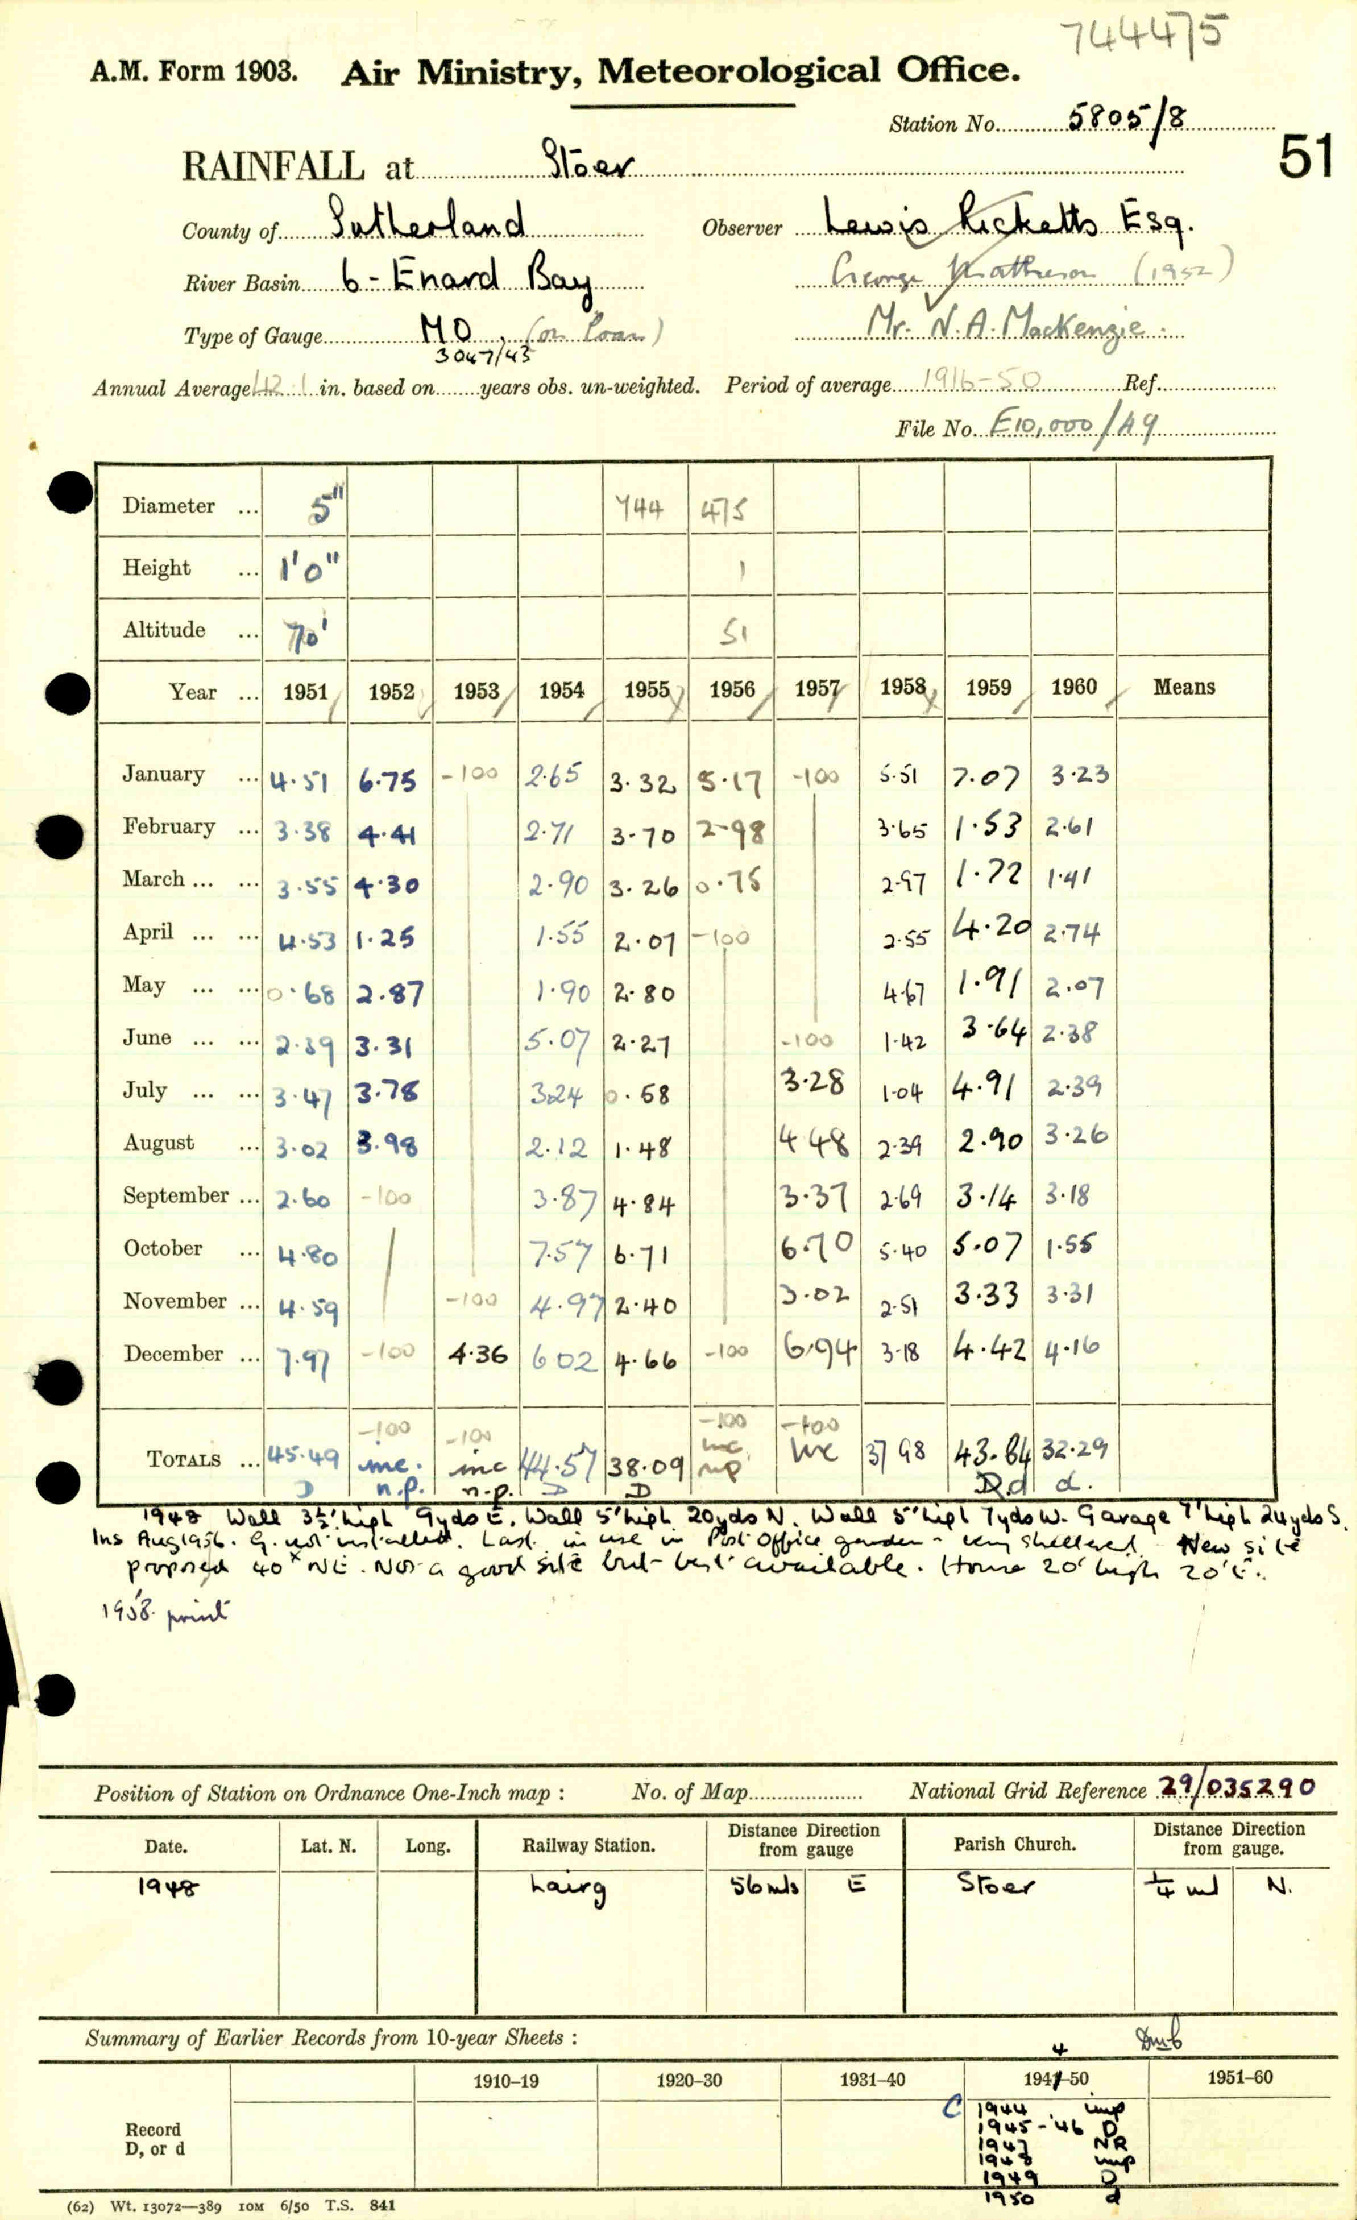 744475
A.M. Form 1903. Air Ministry, Meteorological Office.
Station No. 5805/8
51
RAINFALL at Stoer
County of Sutherland Observer Lewis Ricketts Esq.
River Basin 6 - Enard Bay George Matheson (1952)
Type of Gauge MO (on loan) Mr. N. A. MacKenzie.
3047/43
Annual Average 42.1 in. based on years obs. un-weighted. Period of average 1916-50 Ref.
File No. E10,000/49
Diameter ... 5" 744 475
Height ... 1'0" 1
Altitude ... 70' 51
Year ... 1951 1952 1953 1954 1955 1956 1957 1958 1959 1960 Means
January ... 4.51 6.75 -100 2.65 3.32 5.17 -100 5.51 7.07 3.23
February ... 3.38 4.41 2.71 3.70 2.98 3.65 1.53 2.61
March ... ... 3.55 4.30 2.90 3.26 0.75 2.97 1.72 1.41
April ... ... 4.53 1.25 1.55 2.07 -100 2.55 4.20 2.74
May ... ... 0.68 2.87 1.90 2.80 4.67 1.91 2.07
June ... ... 2.39 3.31 5.07 2.27 -100 1.42 3.64 2.38
July ... ... 3.47 3.78 3.24 0.58 3.28 1.04 4.91 2.39
August ... 3.02 3.98 2.12 1.48 4.48 2.39 2.90 3.26
September ... 2.60 -100 3.87 4.84 3.37 2.69 3.14 3.18
October ... 4.80 7.57 6.71 6.70 5.40 5.07 1.55
November ... 4.59 -100 4.97 2.40 3.02 2.51 3.33 3.31
December ... 7.97 -100 4.36 6.02 4.66 -100 6.94 3.18 4.42 4.16
-100 -100 -100 -100
TOTALS ... 45.49 inc. inc 44.57 38.09 inc inc 37 98 43.84 32.29
D n.p. n.p. D D np D d d.
1948 Wall 3½' high 9yds E. Wall 5' high 20yds N. Wall 5' high 7yds W. Garage 7' high 24yds S.
Ins Aug 1956. G. not installed. Last in use in Post Office garden - very sheltered. New site
proposed 40ˣ NE. Not a good site but best available. House 20' high 20' E.
1958 print
Position of Station on Ordnance One-Inch map : No. of Map National Grid Reference 29/035290
Date. Lat. N. Long. Railway Station. Distance from Direction gauge Parish Church. Distance from Direction gauge.
1948 Lairg 56 mls E Stoer ¼ ml N.
Summary of Earlier Records from 10-year Sheets :
4
1910–19 1920–30 1931–40 1941–50 1951–60
Record
D, or d
C 1944 imp
1945-'46 D
1947 NR
1948 imp
1949 D
1950 d
(62) Wt. 13072—389 10M 6/50 T.S. 841